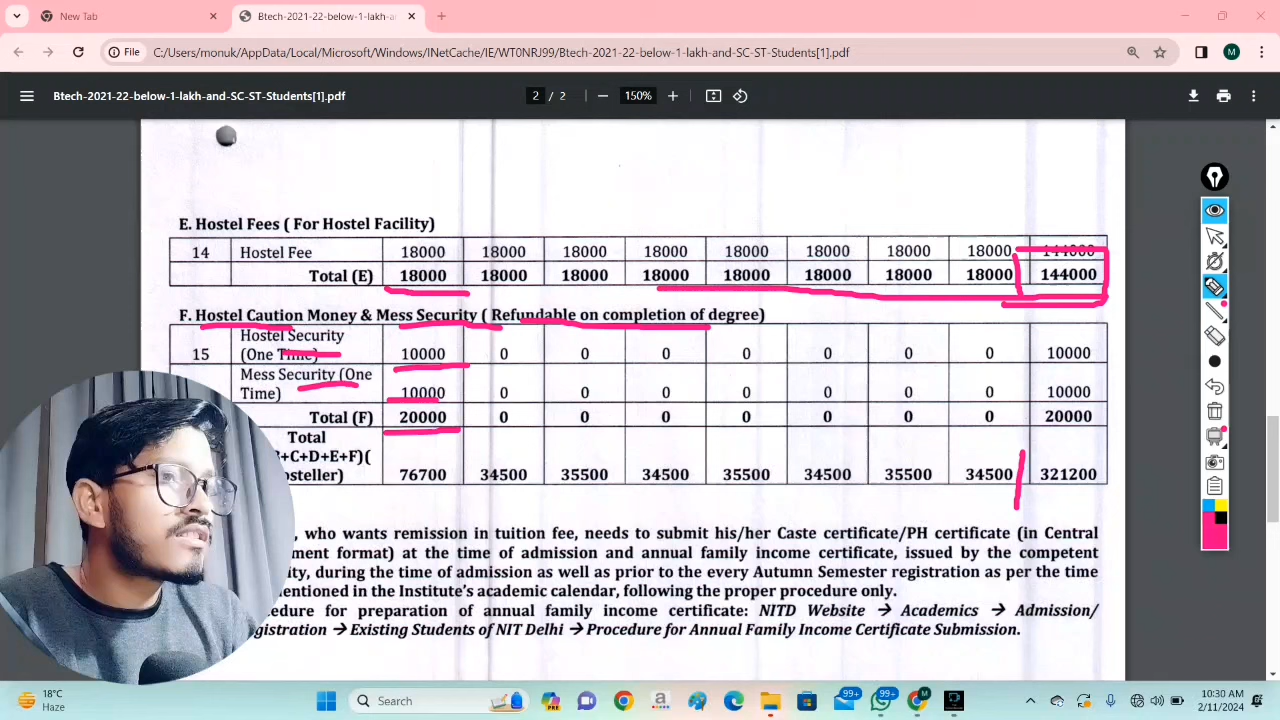 New Tab
Btech-2021-22-below-1-lakh-an
File C:/Users/monuk/AppData/Local/Microsoft/Windows/INetCache/IE/WT0NRJ99/Btech-2021-22-below-1-lakh-and-SC-ST-Students[1].pdf
M
Btech-2021-22-below-1-lakh-and-SC-ST-Students[1].pdf
2 / 2
150%
E. Hostel Fees ( For Hostel Facility)
14 Hostel Fee 18000 18000 18000 18000 18000 18000 18000 18000 144000
Total (E) 18000 18000 18000 18000 18000 18000 18000 18000 144000
F. Hostel Caution Money & Mess Security ( Refundable on completion of degree)
15 Hostel Security
(One Time) 10000 0 0 0 0 0 0 0 10000
Mess Security (One
Time) 10000 0 0 0 0 0 0 0 10000
Total (F) 20000 0 0 0 0 0 0 0 20000
Total
+C+D+E+F)(
osteller) 76700 34500 35500 34500 35500 34500 35500 34500 321200
, who wants remission in tuition fee, needs to submit his/her Caste certificate/PH certificate (in Central
ment format) at the time of admission and annual family income certificate, issued by the competent
ity, during the time of admission as well as prior to the every Autumn Semester registration as per the time
mentioned in the Institute's academic calendar, following the proper procedure only.
edure for preparation of annual family income certificate: NITD Website → Academics → Admission/
gistration → Existing Students of NIT Delhi → Procedure for Annual Family Income Certificate Submission.
18°C
Haze
Search
99+
99+
M
10:30 AM
2/11/2024